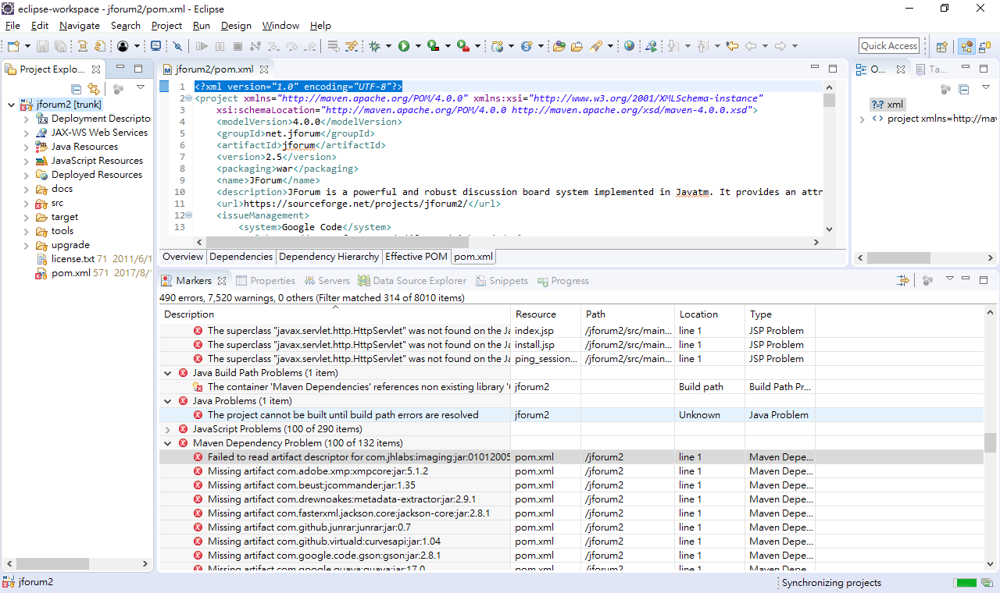 eclipse-workspace - jforum2/pom.xml - Eclipse
File Edit Navigate Search Project Run Design Window Help
Quick Access
Project Explo...
jforum2 [trunk]
Deployment Descripto
JAX-WS Web Services
Java Resources
JavaScript Resources
Deployed Resources
docs
src
target
tools
upgrade
license.txt 71 2011/6/1
pom.xml 571 2017/8/
jforum2/pom.xml
1 <?xml version="1.0" encoding="UTF-8"?>
2 <project xmlns="http://maven.apache.org/POM/4.0.0" xmlns:xsi="http://www.w3.org/2001/XMLSchema-instance"
3 xsi:schemaLocation="http://maven.apache.org/POM/4.0.0 http://maven.apache.org/xsd/maven-4.0.0.xsd">
4 <modelVersion>4.0.0</modelVersion>
5 <groupId>net.jforum</groupId>
6 <artifactId>jforum</artifactId>
7 <version>2.5</version>
8 <packaging>war</packaging>
9 <name>JForum</name>
10 <description>JForum is a powerful and robust discussion board system implemented in Javatm. It provides an attr
11 <url>https://sourceforge.net/projects/jforum2/</url>
12 <issueManagement>
13 <system>Google Code</system>
Overview Dependencies Dependency Hierarchy Effective POM pom.xml
O... Ta...
xml
project xmlns=http://mav
Markers Properties Servers Data Source Explorer Snippets Progress
490 errors, 7,520 warnings, 0 others (Filter matched 314 of 8010 items)
Description Resource Path Location Type
The superclass "javax.servlet.http.HttpServlet" was not found on the Ja index.jsp /jforum2/src/main... line 1 JSP Problem
The superclass "javax.servlet.http.HttpServlet" was not found on the Ja install.jsp /jforum2/src/main... line 1 JSP Problem
The superclass "javax.servlet.http.HttpServlet" was not found on the Ja ping_session... /jforum2/src/main... line 1 JSP Problem
Java Build Path Problems (1 item)
The container 'Maven Dependencies' references non existing library ' jforum2 Build path Build Path Pr...
Java Problems (1 item)
The project cannot be built until build path errors are resolved jforum2 Unknown Java Problem
JavaScript Problems (100 of 290 items)
Maven Dependency Problem (100 of 132 items)
Failed to read artifact descriptor for com.jhlabs:imaging:jar:01012005 pom.xml /jforum2 line 1 Maven Depe...
Missing artifact com.adobe.xmp:xmpcore:jar:5.1.2 pom.xml /jforum2 line 1 Maven Depe...
Missing artifact com.beust:jcommander:jar:1.35 pom.xml /jforum2 line 1 Maven Depe...
Missing artifact com.drewnoakes:metadata-extractor:jar:2.9.1 pom.xml /jforum2 line 1 Maven Depe...
Missing artifact com.fasterxml.jackson.core:jackson-core:jar:2.8.1 pom.xml /jforum2 line 1 Maven Depe...
Missing artifact com.github.junrar:junrar:jar:0.7 pom.xml /jforum2 line 1 Maven Depe...
Missing artifact com.github.virtuald:curvesapi:jar:1.04 pom.xml /jforum2 line 1 Maven Depe...
Missing artifact com.google.code.gson:gson:jar:2.8.1 pom.xml /jforum2 line 1 Maven Depe...
Missing artifact com.google.guava:guava:jar:17.0 pom.xml /jforum2 line 1 Maven Depe...
jforum2
Synchronizing projects